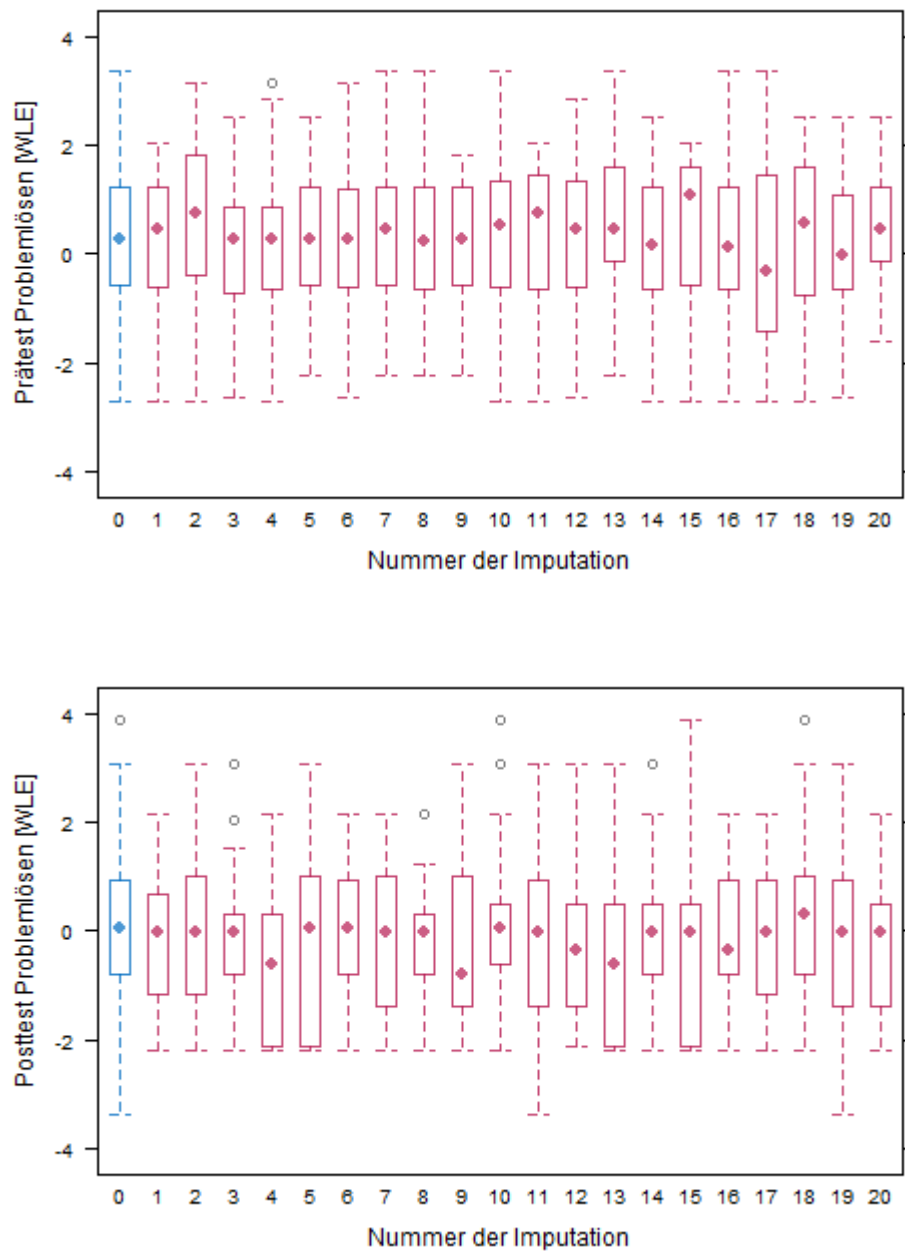 Prätest Problemlösen [WLE]
4
2
0
-2
-4
0 1 2 3 4 5 6 7 8 9 10 11 12 13 14 15 16 17 18 19 20
Nummer der Imputation
Posttest Problemlösen [WLE]
4
2
0
-2
-4
0 1 2 3 4 5 6 7 8 9 10 11 12 13 14 15 16 17 18 19 20
Nummer der Imputation